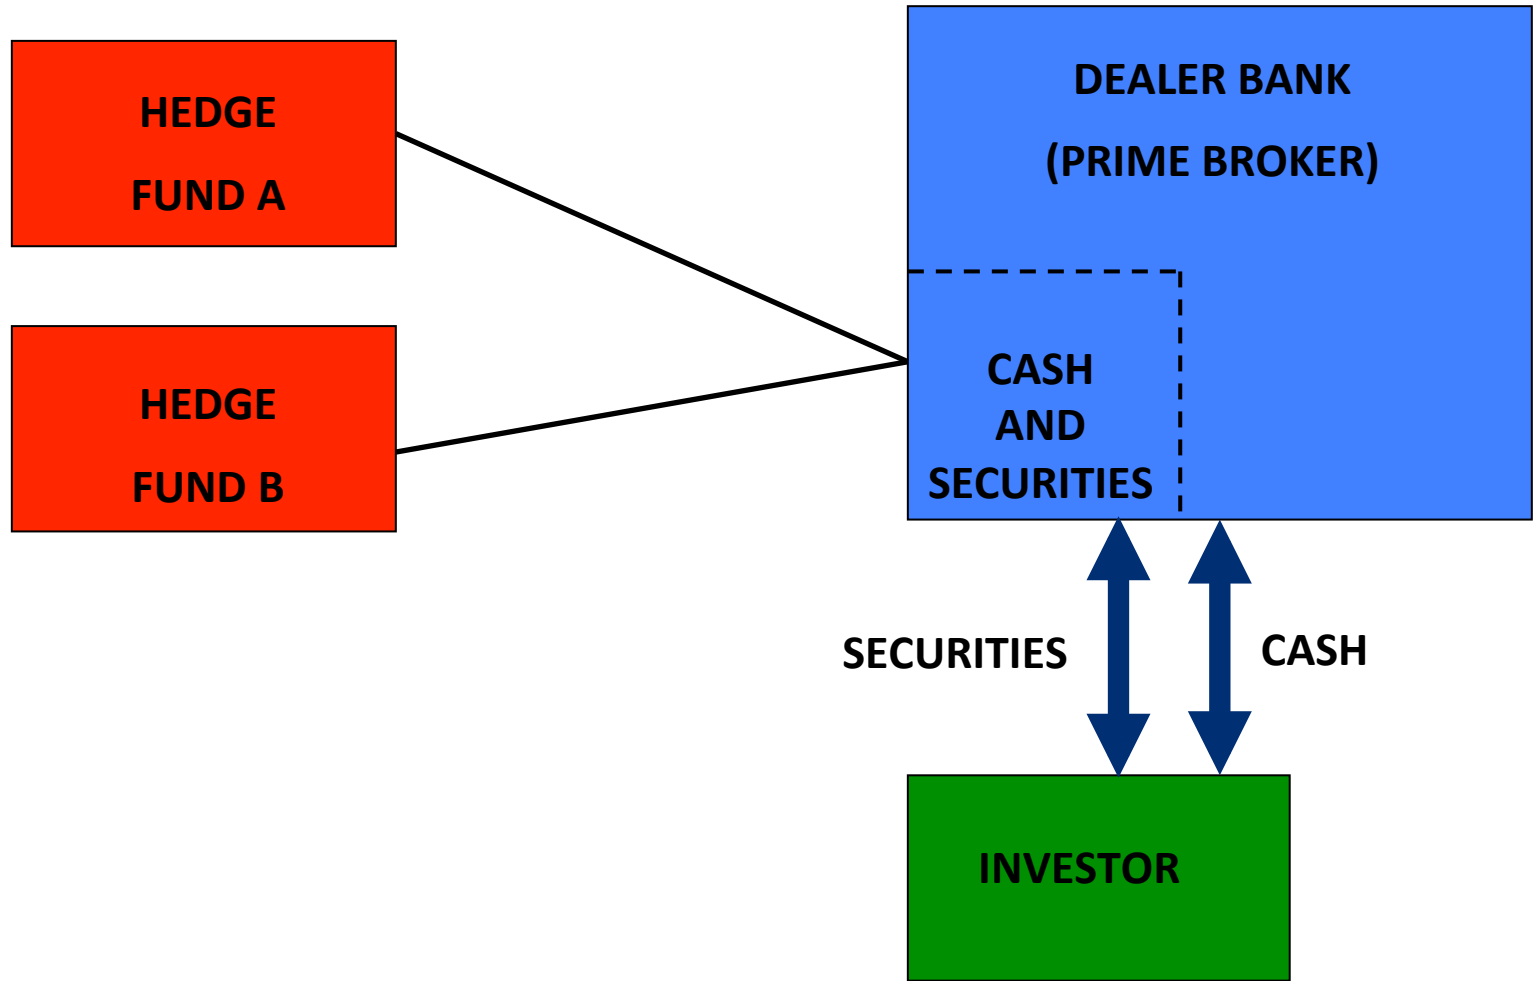 HEDGE
FUND A
HEDGE
FUND B
DEALER BANK
(PRIME BROKER)
CASH
AND
SECURITIES
SECURITIES
CASH
INVESTOR